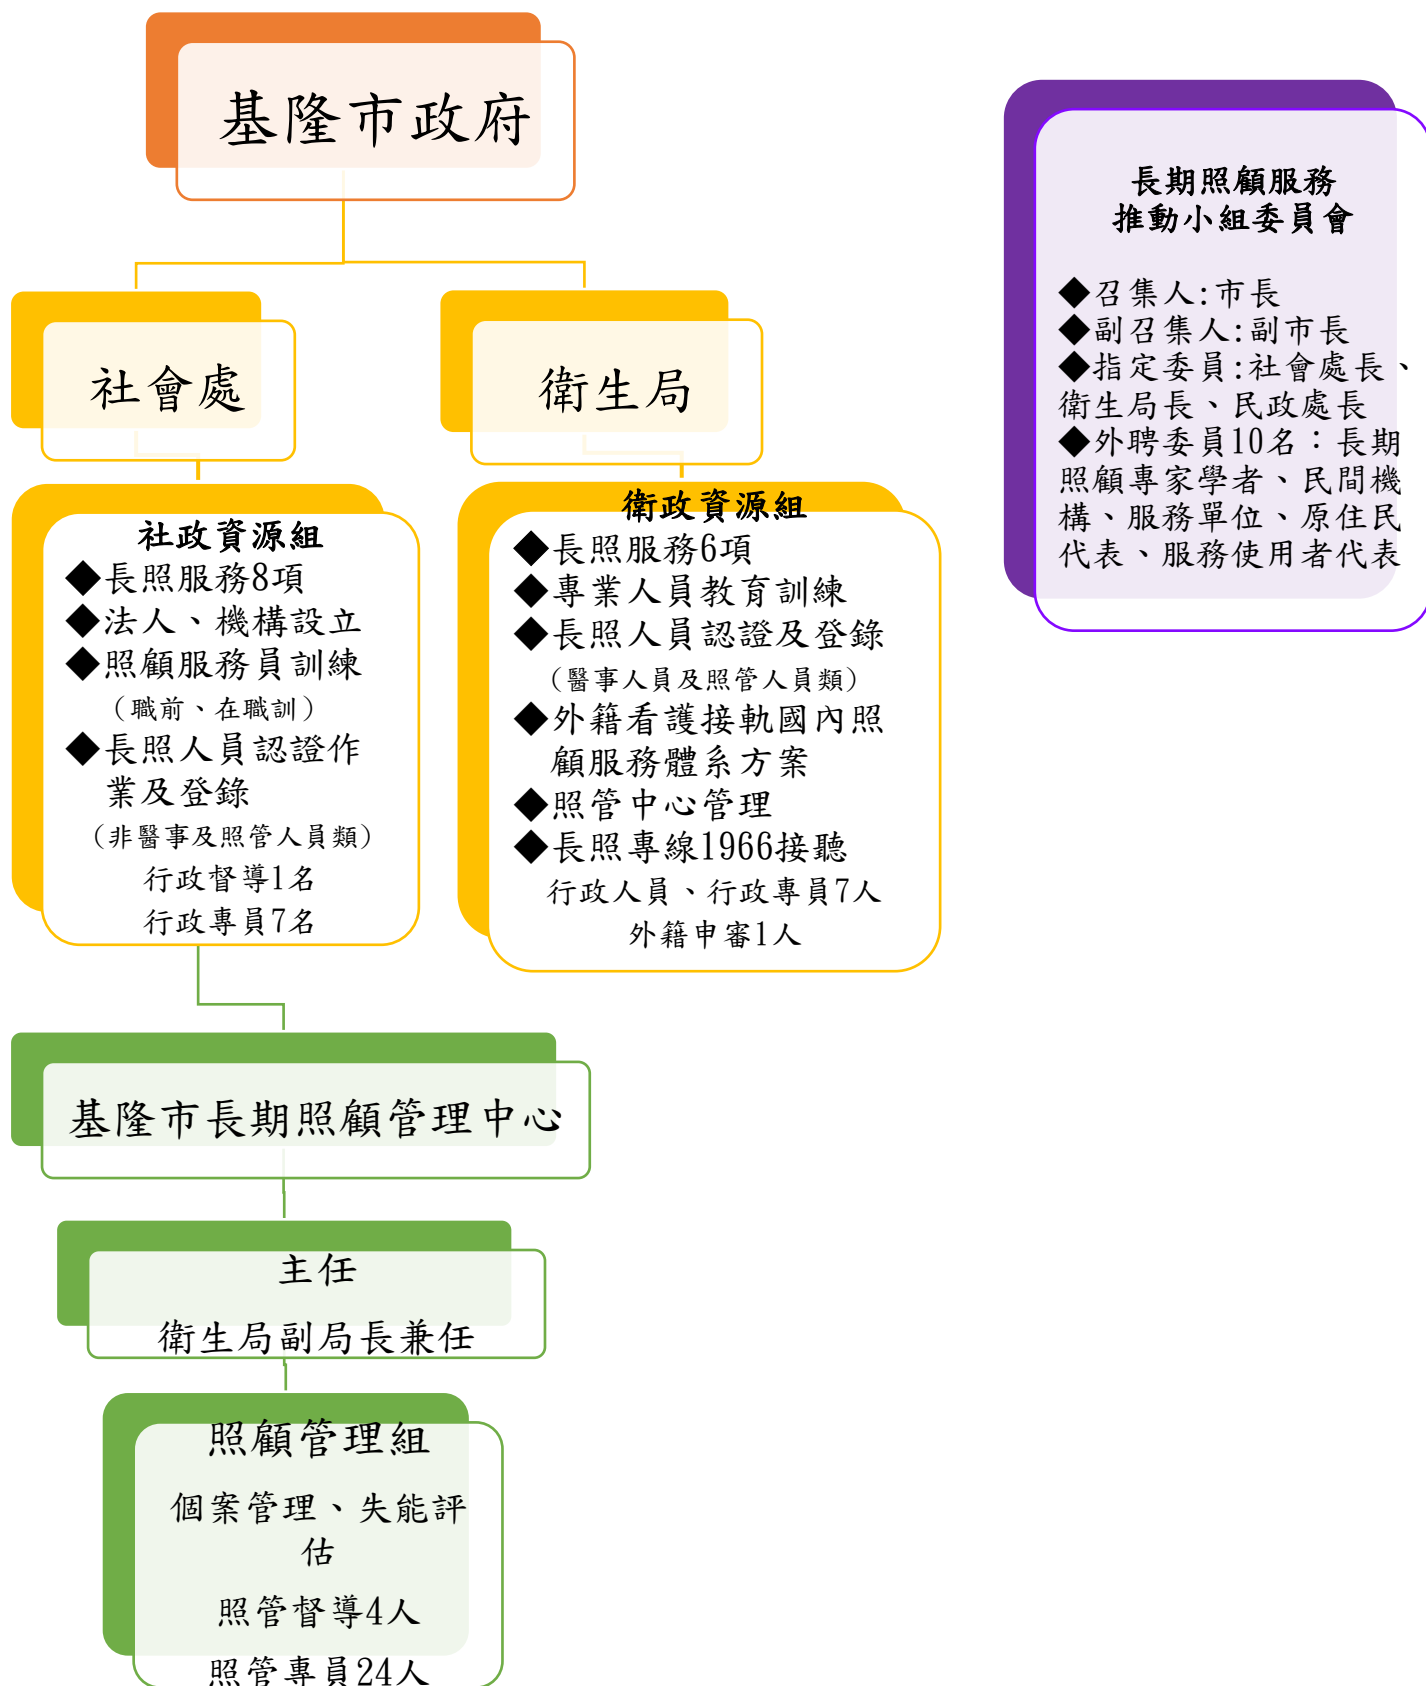 基隆市政府
社會處
衛生局
社政資源組
◆長照服務8項
◆法人、機構設立
◆照顧服務員訓練
（職前、在職訓）
◆長照人員認證作
業及登錄
（非醫事及照管人員類）
行政督導1名
行政專員7名
衛政資源組
◆長照服務6項
◆專業人員教育訓練
◆長照人員認證及登錄
（醫事人員及照管人員類）
◆外籍看護接軌國內照
顧服務體系方案
◆照管中心管理
◆長照專線1966接聽
行政人員、行政專員7人
外籍申審1人
基隆市長期照顧管理中心
主任
衛生局副局長兼任
照顧管理組
個案管理、失能評
估
照管督導4人
照管專員24人
長期照顧服務
推動小組委員會
◆召集人:市長
◆副召集人:副市長
◆指定委員:社會處長、
衛生局長、民政處長
◆外聘委員10名：長期
照顧專家學者、民間機
構、服務單位、原住民
代表、服務使用者代表